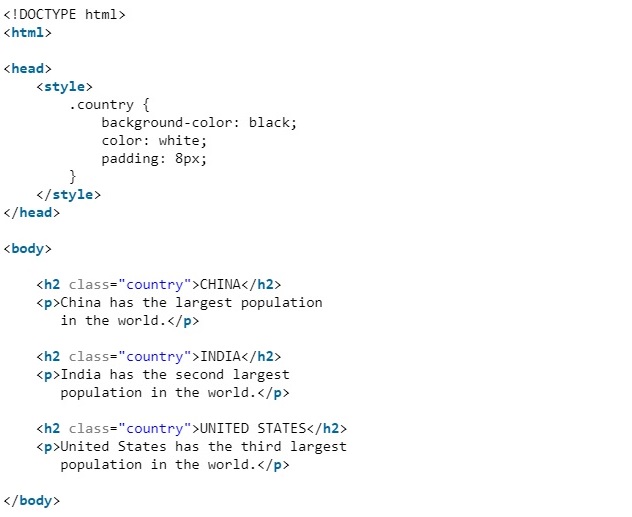 <!DOCTYPE html>
<html>
<head>
<style>
.country {
background-color: black;
color: white;
padding: 8px;
}
</style>
</head>
<body>
<h2 class="country">CHINA</h2>
<p>China has the largest population
in the world.</p>
<h2 class="country">INDIA</h2>
<p>India has the second largest
population in the world.</p>
<h2 class="country">UNITED STATES</h2>
<p>United States has the third largest
population in the world.</p>
</body>